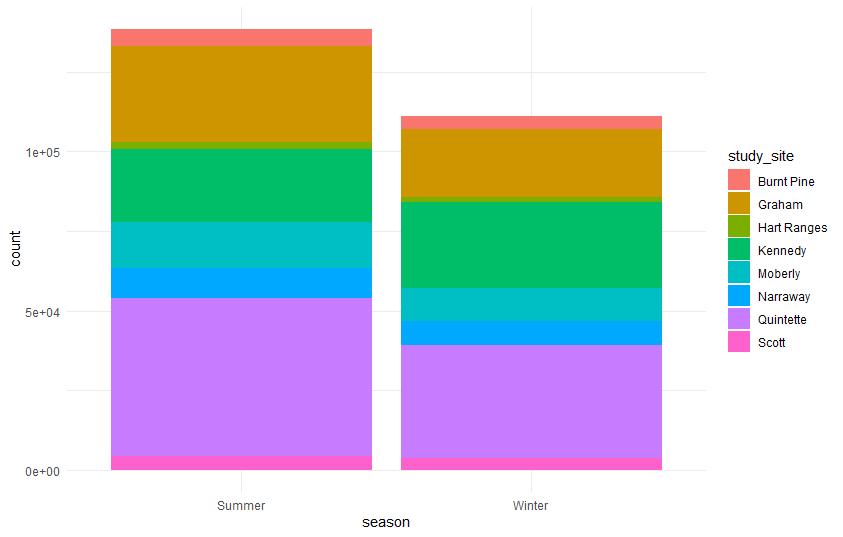 count
1e+05
5e+04
0e+00
Summer
Winter
season
study_site
Burnt Pine
Graham
Hart Ranges
Kennedy
Moberly
Narraway
Quintette
Scott